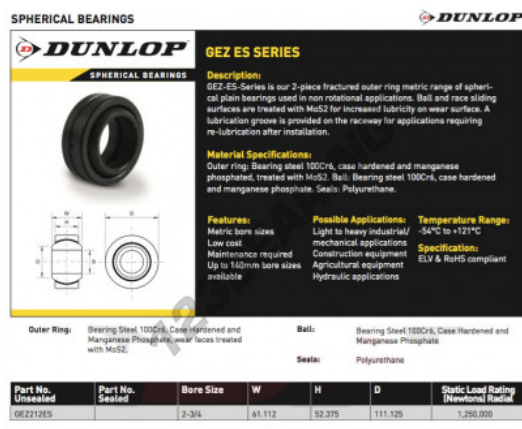 SPHERICAL BEARINGS
DUNLOP
DUNLOP
SPHERICAL BEARINGS
GEZ ES SERIES
Description:
GEZ-ES-Series is our 2-piece fractured outer ring metric range of spheri-
cal plain bearings used in non rotational applications. Ball and race sliding
surfaces are treated with MoS2 for increased lubricity on wear surface. A
lubrication groove is provided on the raceway for applications requiring
re-lubrication after installation.
Material Specifications:
Outer ring: Bearing steel 100Cr6, case hardened and manganese
phosphated, treated with MoS2. Ball: Bearing steel 100Cr6, case hardened
and manganese phosphate. Seals: Polyurethane.
Features:
Metric bore sizes
Low cost
Maintenance required
Up to 140mm bore sizes
available
Possible Applications:
Light to heavy industrial/
mechanical applications
Construction equipment
Agricultural equipment
Hydraulic applications
Temperature Range:
-54°C to +121°C
Specification:
ELV & RoHS compliant
W
H
D
B
Outer Ring:
Bearing Steel 100Cr6, Case Hardened and
Manganese Phosphate, wear faces treated
with MoS2.
Ball:
Bearing Steel 100Cr6, Case Hardened and
Manganese Phosphate
Seals:
Polyurethane
Part No. Unsealed
Part No. Sealed
Bore Size
W
H
D
Static Load Rating (Newtons) Radial
GEZ212ES
2-3/4
61.112
52.375
111.125
1,250,000